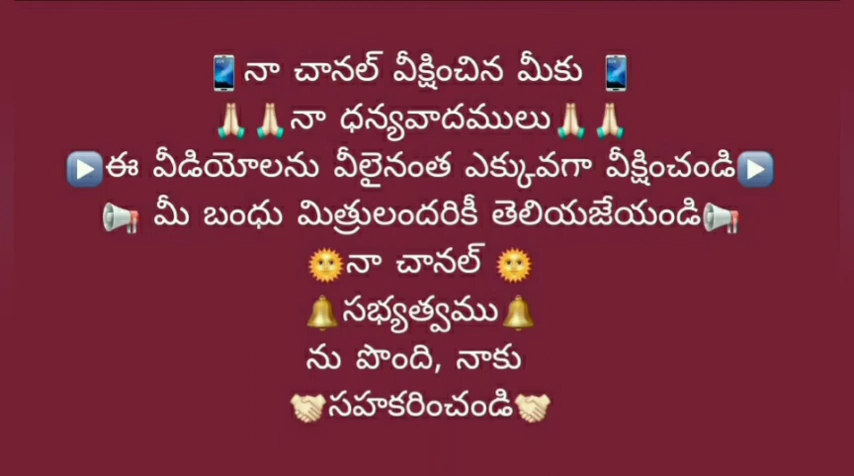 📱నా చానల్ వీక్షించిన మీకు 📱
🙏🏻🙏🏻నా ధన్యవాదములు🙏🏻🙏🏻
▶️ఈ వీడియోలను వీలైనంత ఎక్కువగా వీక్షించండి▶️
📢 మీ బంధు మిత్రులందరికీ తెలియజేయండి📢
🌞నా చానల్ 🌞
🔔సభ్యత్వము🔔
ను పొంది, నాకు
🤝🏻సహకరించండి🤝🏻